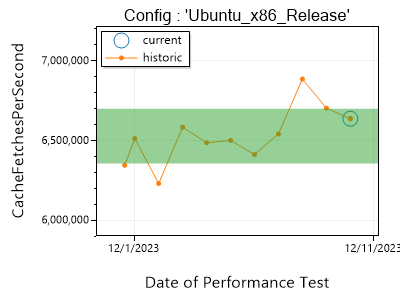 Config : 'Ubuntu_x86_Release'
current
historic
7,000,000
6,500,000
6,000,000
CacheFetchesPerSecond
12/1/2023
12/11/2023
Date of Performance Test